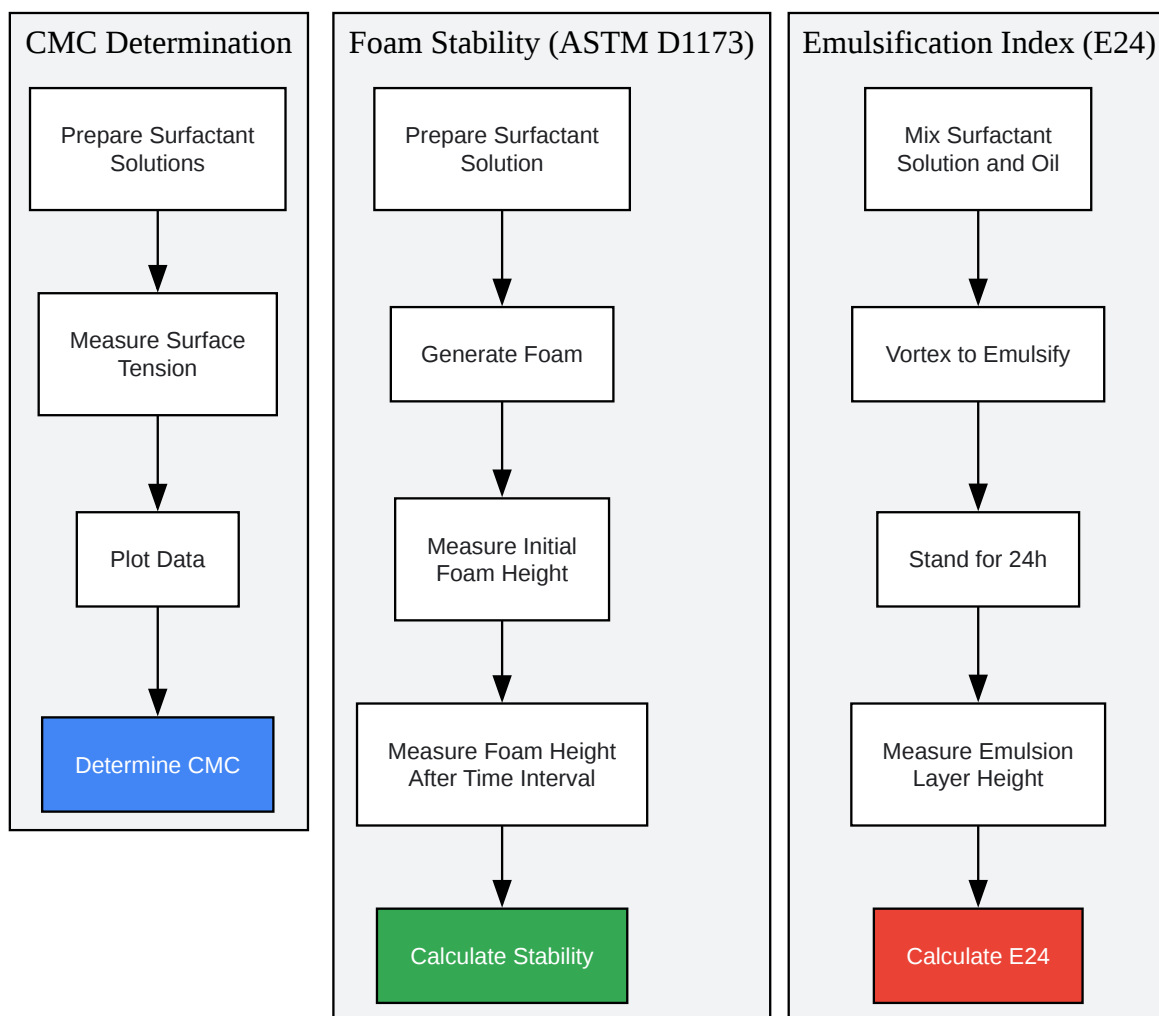 CMC Determination
Prepare Surfactant
Solutions
Measure Surface
Tension
Plot Data
Determine CMC
Foam Stability (ASTM D1173)
Prepare Surfactant
Solution
Generate Foam
Measure Initial
Foam Height
Measure Foam Height
After Time Interval
Calculate Stability
Emulsification Index (E24)
Mix Surfactant
Solution and Oil
Vortex to Emulsify
Stand for 24h
Measure Emulsion
Layer Height
Calculate E24